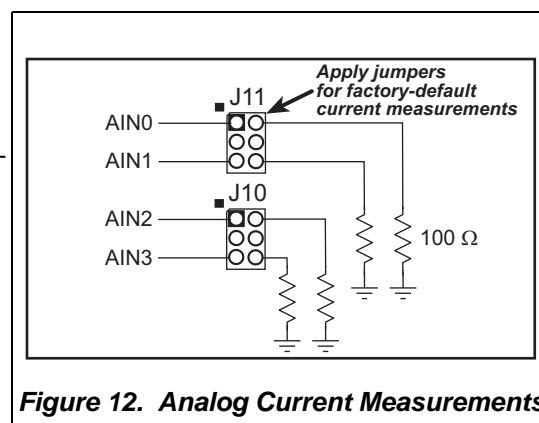 Apply jumpers
for factory-default
current measurements
J11
AIN0
AIN1
J10
AIN2
AIN3
100 Ω
Figure 12. Analog Current Measurements